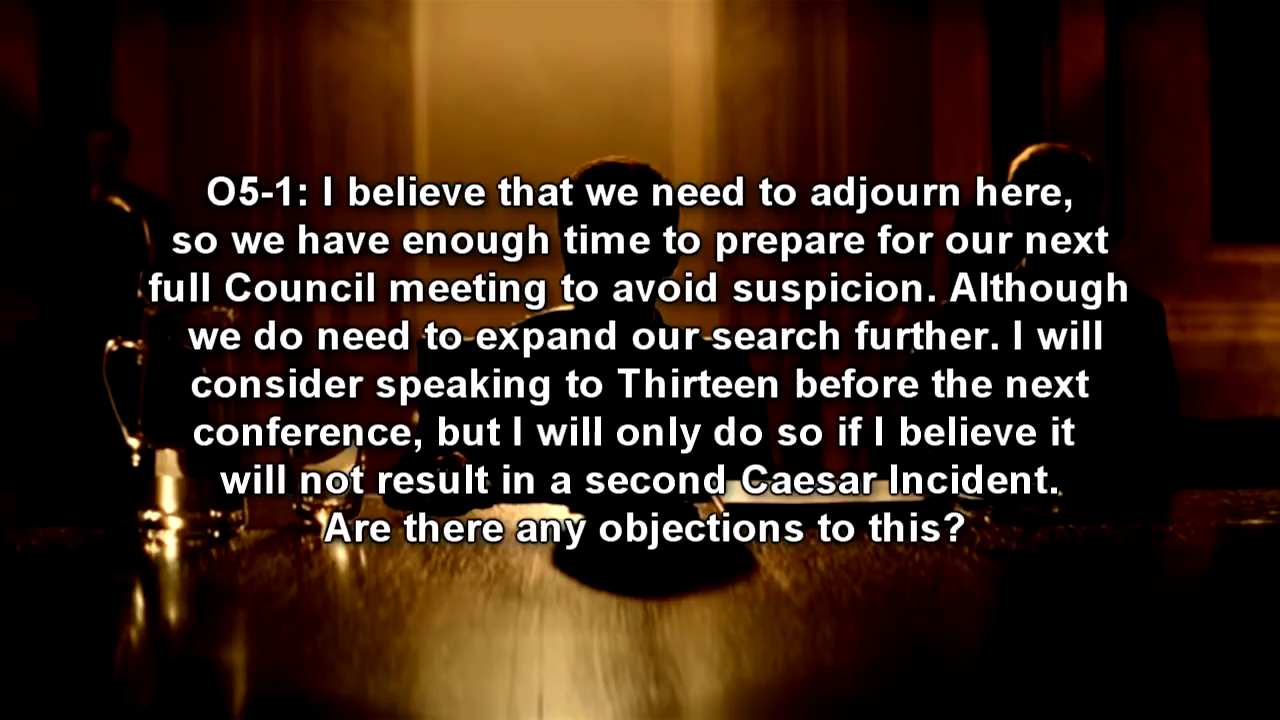 O5-1: I believe that we need to adjourn here,
so we have enough time to prepare for our next
full Council meeting to avoid suspicion. Although
we do need to expand our search further. I will
consider speaking to Thirteen before the next
conference, but I will only do so if I believe it
will not result in a second Caesar Incident.
Are there any objections to this?